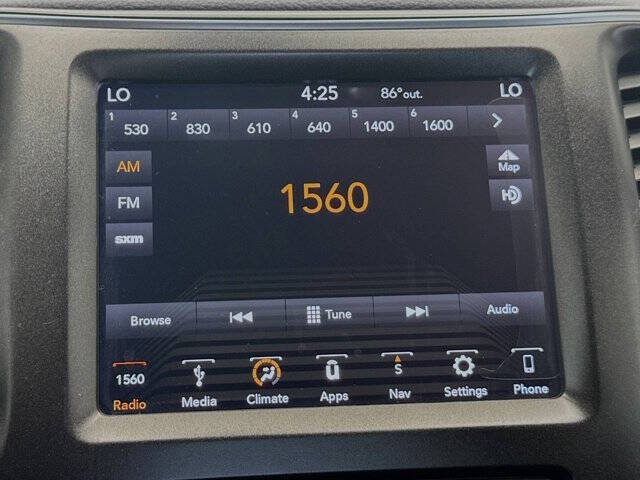 LO 4:25 86°out. LO
1 530 2 830 3 610 4 640 5 1400 6 1600
AM
Map
1560
FM
HD
sxm
Browse Tune Audio
1560 S
Radio Media Climate Apps Nav Settings Phone